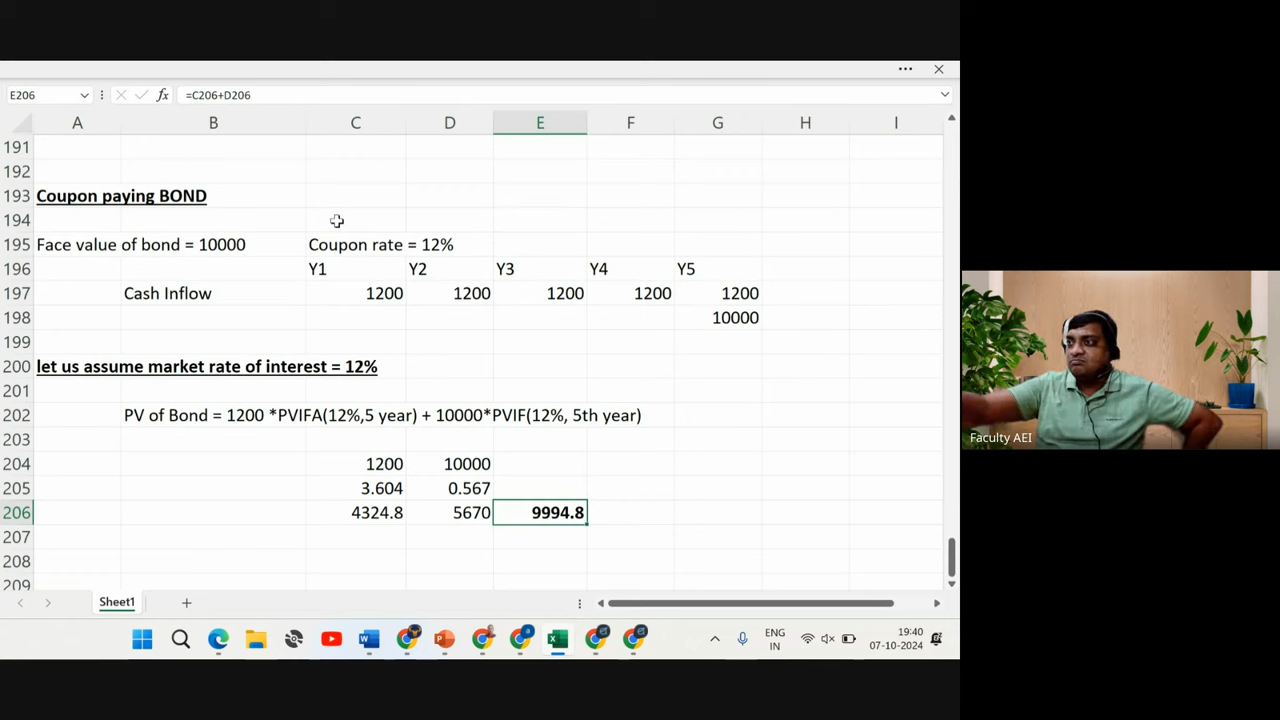 E206 fx =C206+D206
A B C D E F G H I
191
192
193 Coupon paying BOND
194
195 Face value of bond = 10000 Coupon rate = 12%
196 Y1 Y2 Y3 Y4 Y5
197 Cash Inflow 1200 1200 1200 1200 1200
198 10000
199
200 let us assume market rate of interest = 12%
201
202 PV of Bond = 1200 *PVIFA(12%,5 year) + 10000*PVIF(12%, 5th year)
203
204 1200 10000
205 3.604 0.567
206 4324.8 5670 9994.8
207
208
209
Sheet1
ENG 19:40
IN 07-10-2024
Faculty AEI